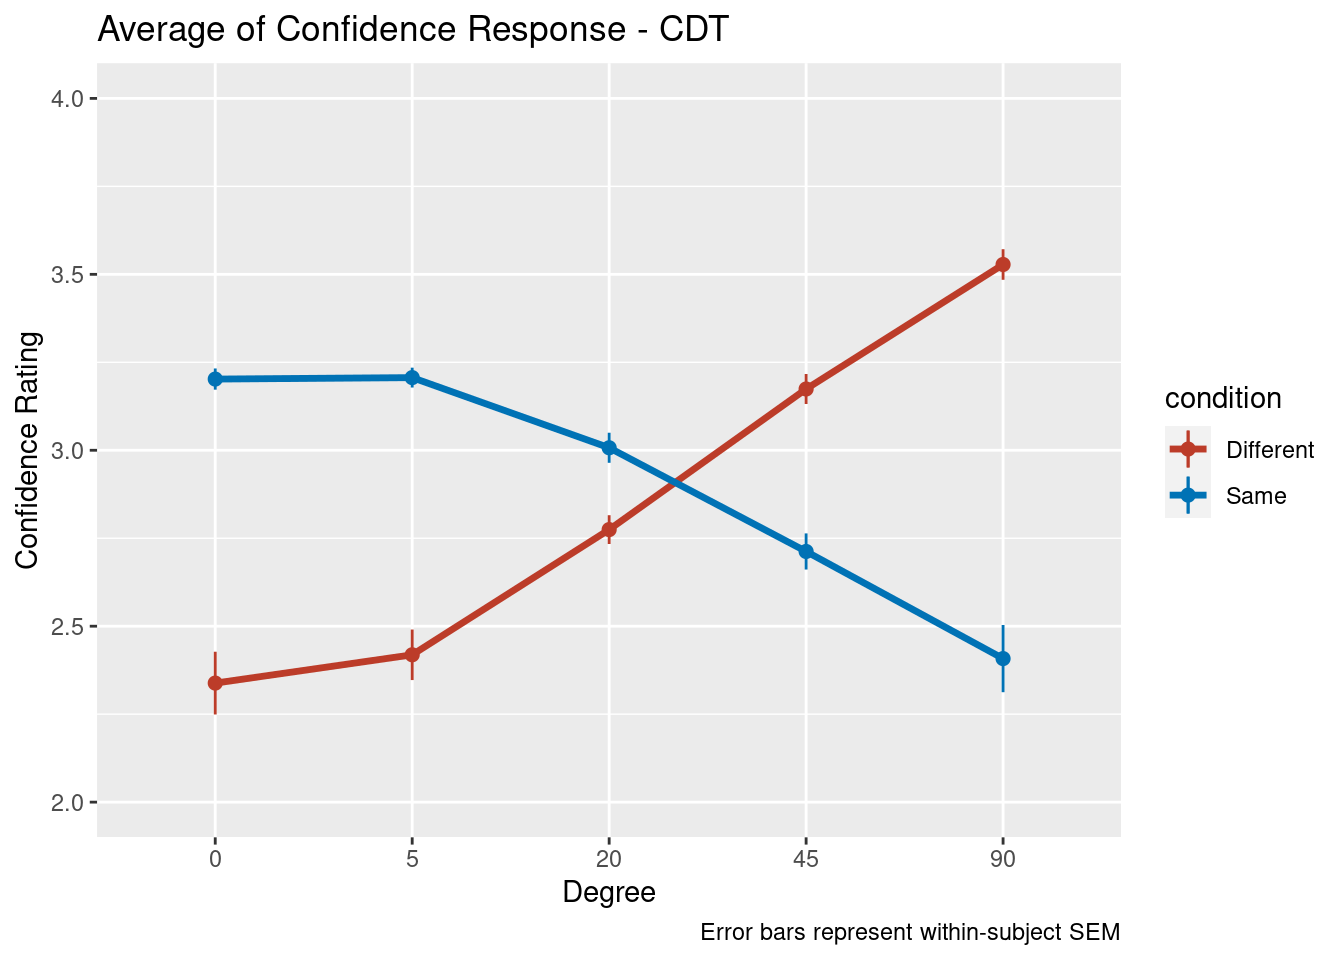 Average of Confidence Response - CDT
4.0
3.5
3.0
2.5
2.0
Confidence Rating
0 5 20 45 90
Degree
Error bars represent within-subject SEM
condition
Different
Same